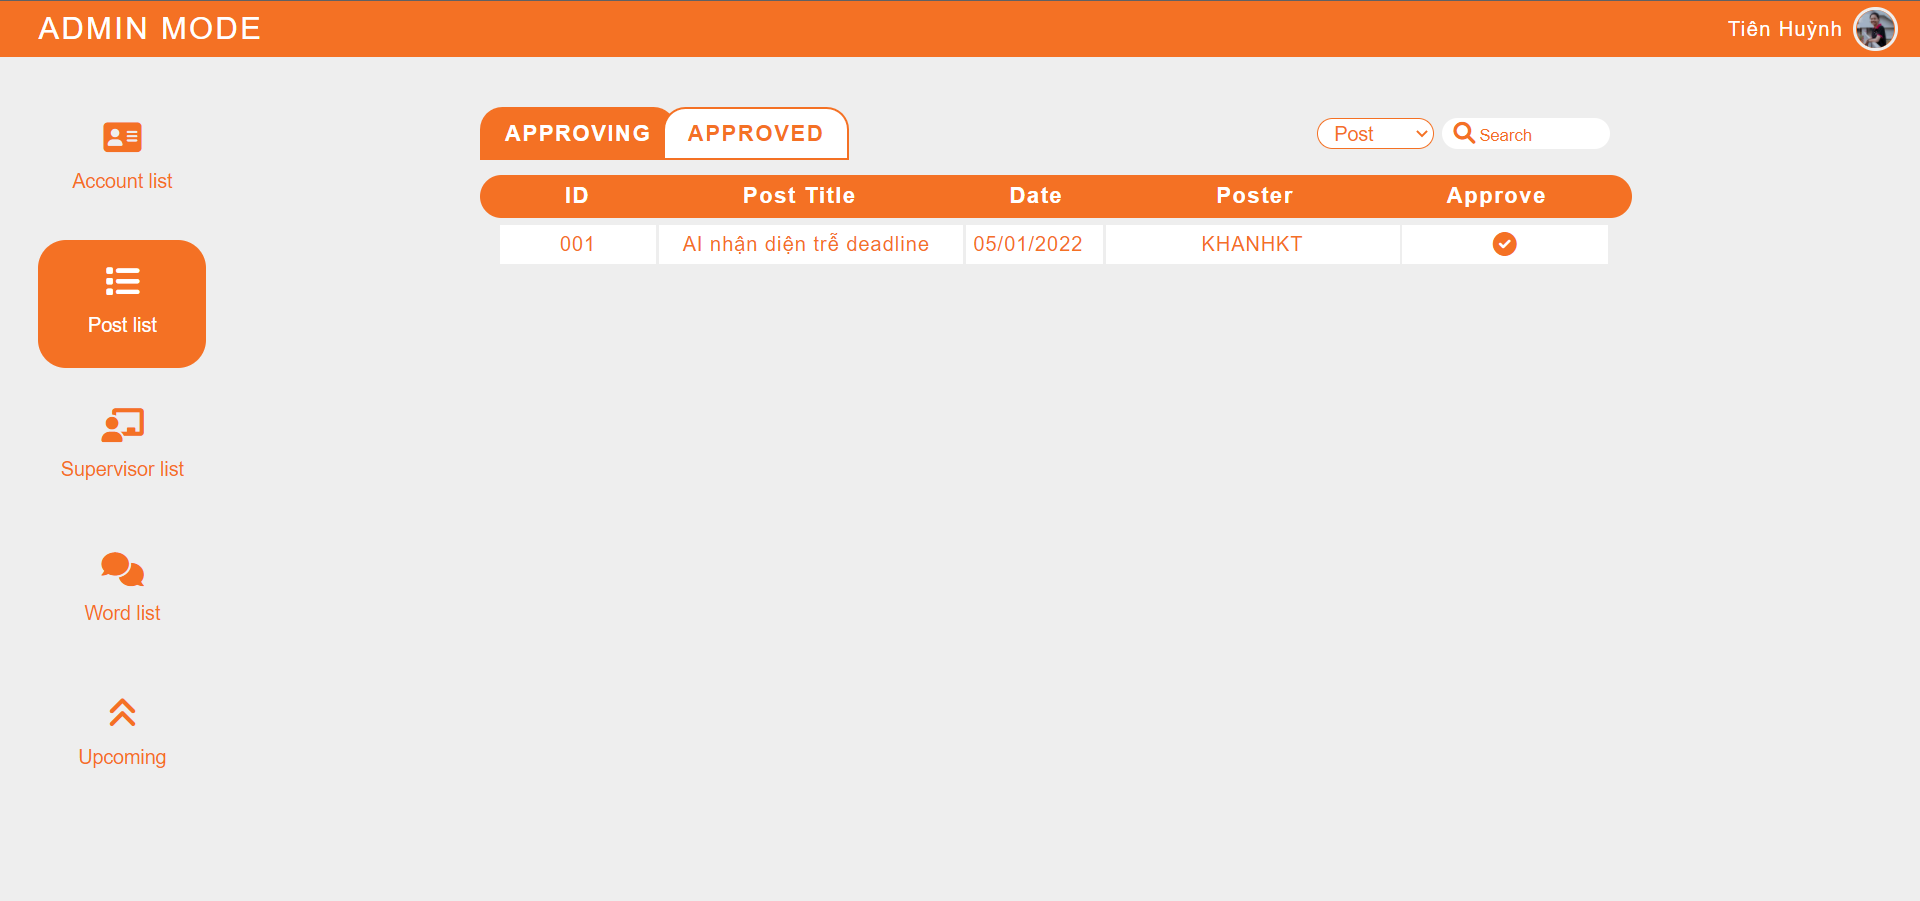 ADMIN MODE
Tiên Huỳnh
Account list
Post list
Supervisor list
Word list
Upcoming
APPROVING APPROVED
Post
Search
ID Post Title Date Poster Approve
001 AI nhận diện trễ deadline 05/01/2022 KHANHKT